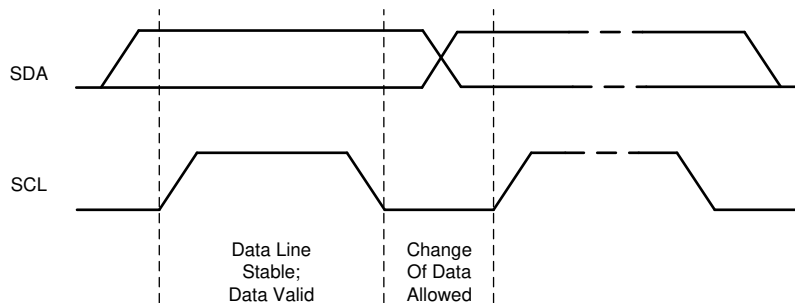 SDA
SCL
Data Line
Stable;
Data Valid
Change
Of Data
Allowed